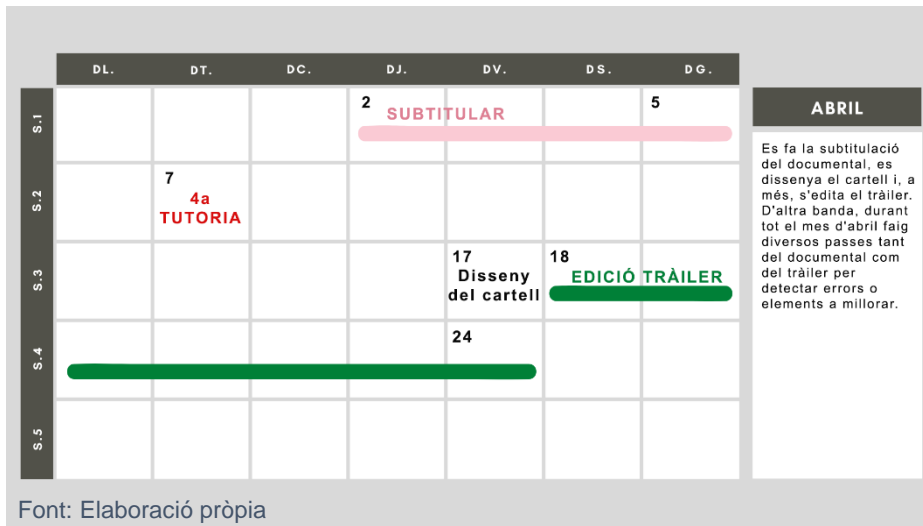 DL. DT. DC. DJ. DV. DS. DG.
S.1
2
SUBTITULAR
5
S.2
7
4a
TUTORIA
S.3
17
Disseny
del cartell
18
EDICIÓ TRÀILER
S.4
24
S.5
ABRIL
Es fa la subtitulació
del documental, es
dissenya el cartell i, a
més, s'edita el tràiler.
D'altra banda, durant
tot el mes d'abril faig
diversos passes tant
del documental com
del tràiler per
detectar errors o
elements a millorar.
Font: Elaboració pròpia